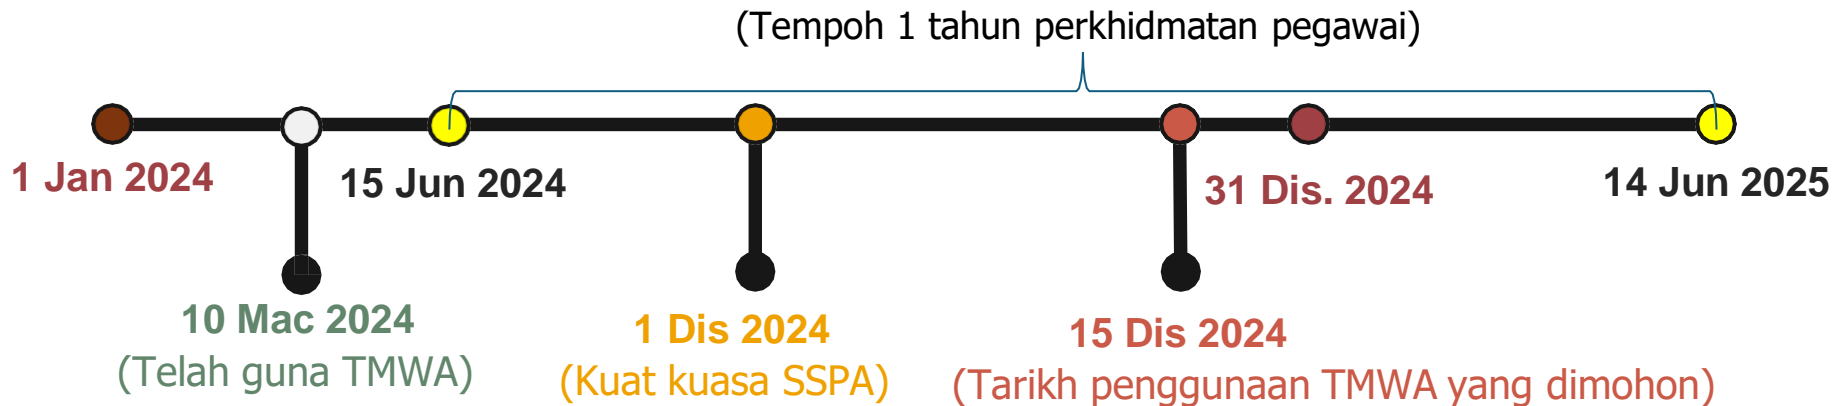 (Tempoh 1 tahun perkhidmatan pegawai)
1 Jan 2024
15 Jun 2024
31 Dis. 2024
14 Jun 2025
10 Mac 2024
(Telah guna TMWA)
1 Dis 2024
(Kuat kuasa SSPA)
15 Dis 2024
(Tarikh penggunaan TMWA yang dimohon)